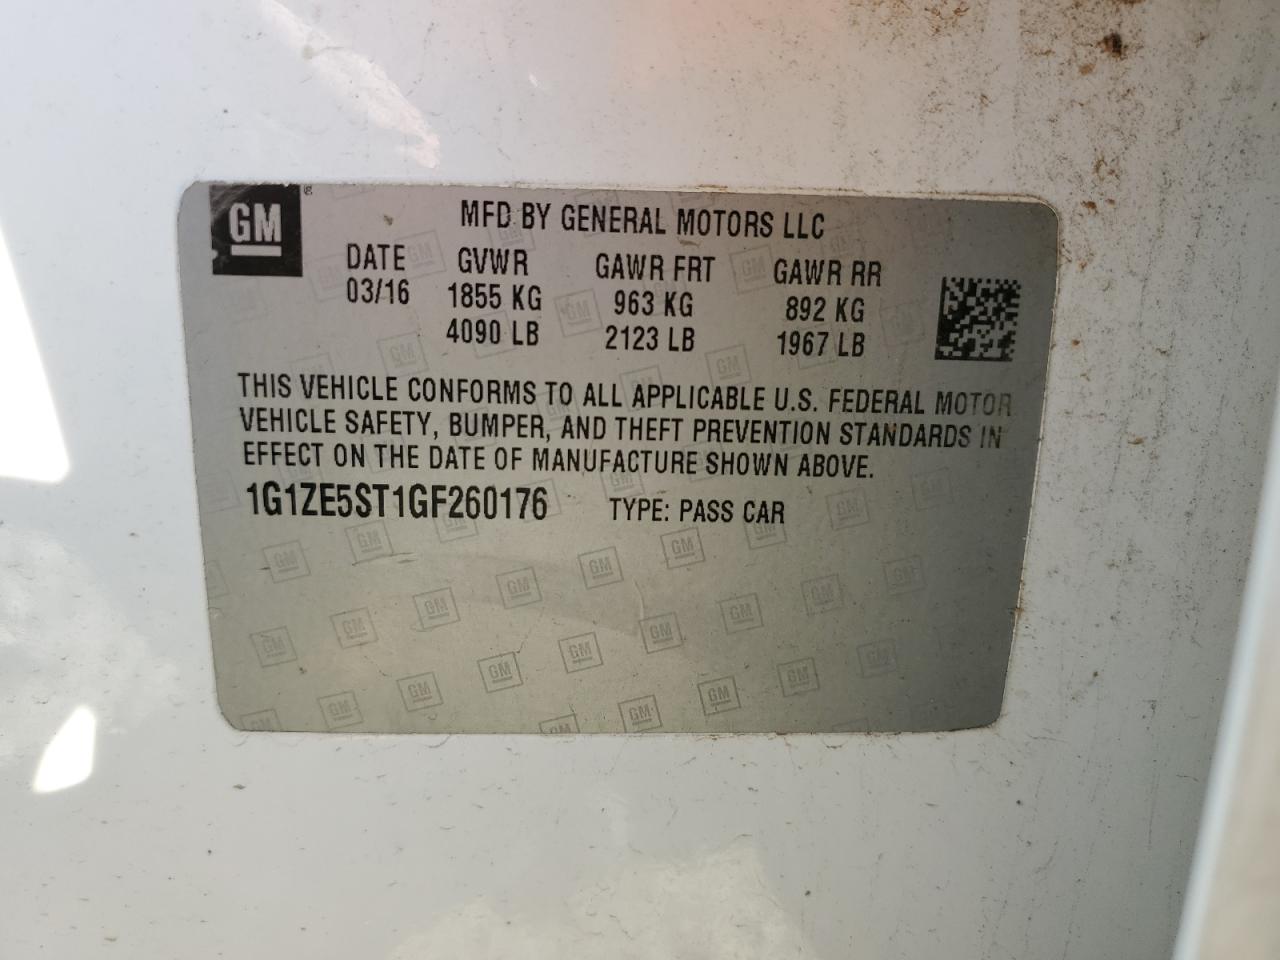 GM ®
MFD BY GENERAL MOTORS LLC
DATE GVWR GAWR FRT GAWR RR
03/16 1855 KG 963 KG 892 KG
4090 LB 2123 LB 1967 LB
THIS VEHICLE CONFORMS TO ALL APPLICABLE U.S. FEDERAL MOTOR
VEHICLE SAFETY, BUMPER, AND THEFT PREVENTION STANDARDS IN
EFFECT ON THE DATE OF MANUFACTURE SHOWN ABOVE.
1G1ZE5ST1GF260176 TYPE: PASS CAR